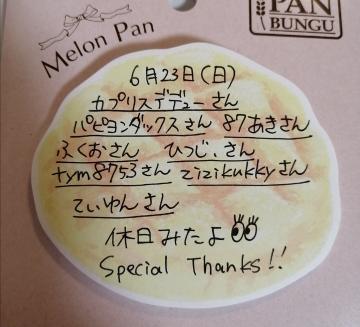 Melon Pan
PAN
BUNGU
6月23日(日)
カプリスデデューさん
パピヨンダックスさん 87あきさん
ふくおさん ひつじ、さん
tym8753さん zizikukkyさん
てぃゆんさん
休日みたよ
Special Thanks!!